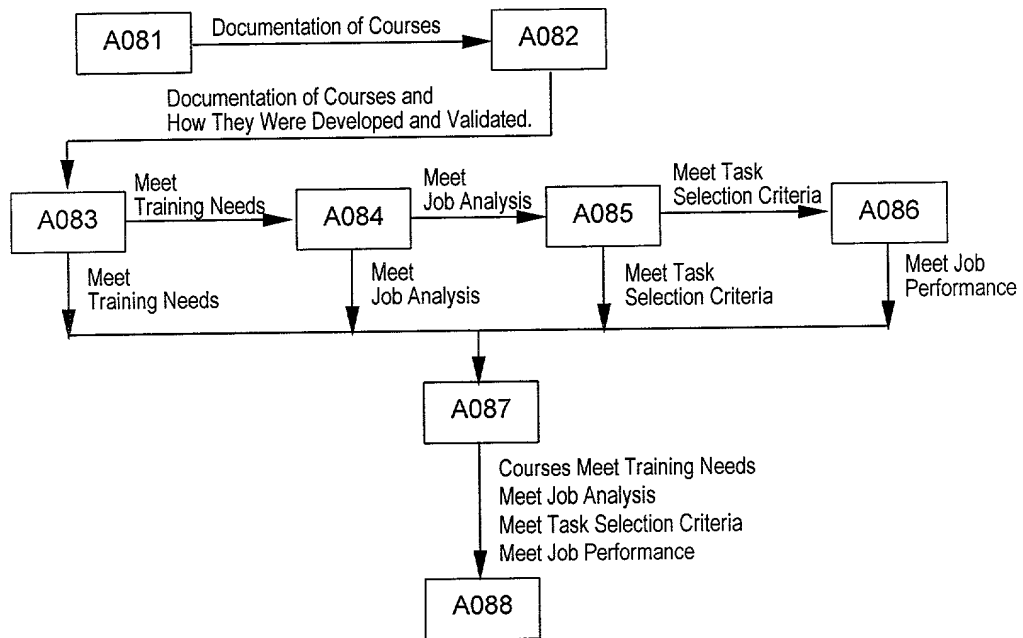 A081
Documentation of Courses
A082
Documentation of Courses and
How They Were Developed and Validated.
A083
Meet
Training Needs
A084
Meet
Job Analysis
A085
Meet Task
Selection Criteria
A086
Meet
Training Needs
Meet
Job Analysis
Meet Task
Selection Criteria
Meet Job
Performance
A087
Courses Meet Training Needs
Meet Job Analysis
Meet Task Selection Criteria
Meet Job Performance
A088